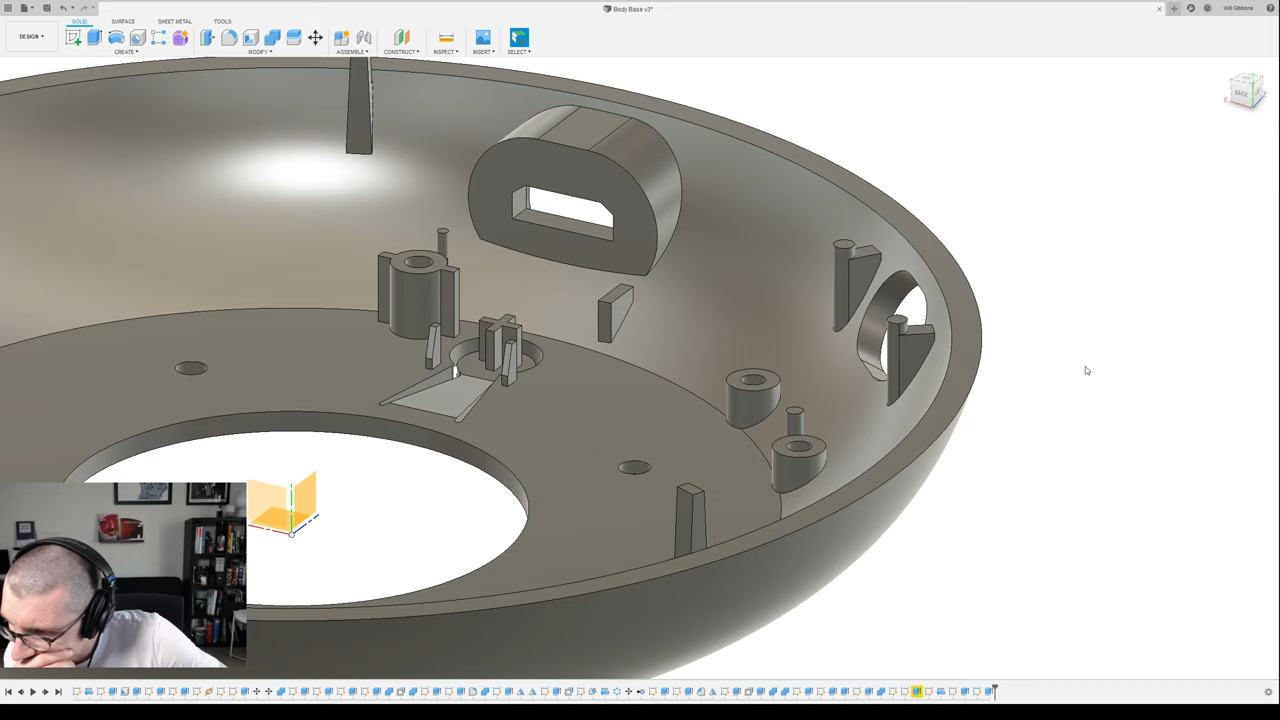 Body Base v3*
Will Gibbons
SOLID
SURFACE
SHEET METAL
TOOLS
DESIGN
CREATE
MODIFY
ASSEMBLE
CONSTRUCT
INSPECT
INSERT
SELECT
BACK
X
Z